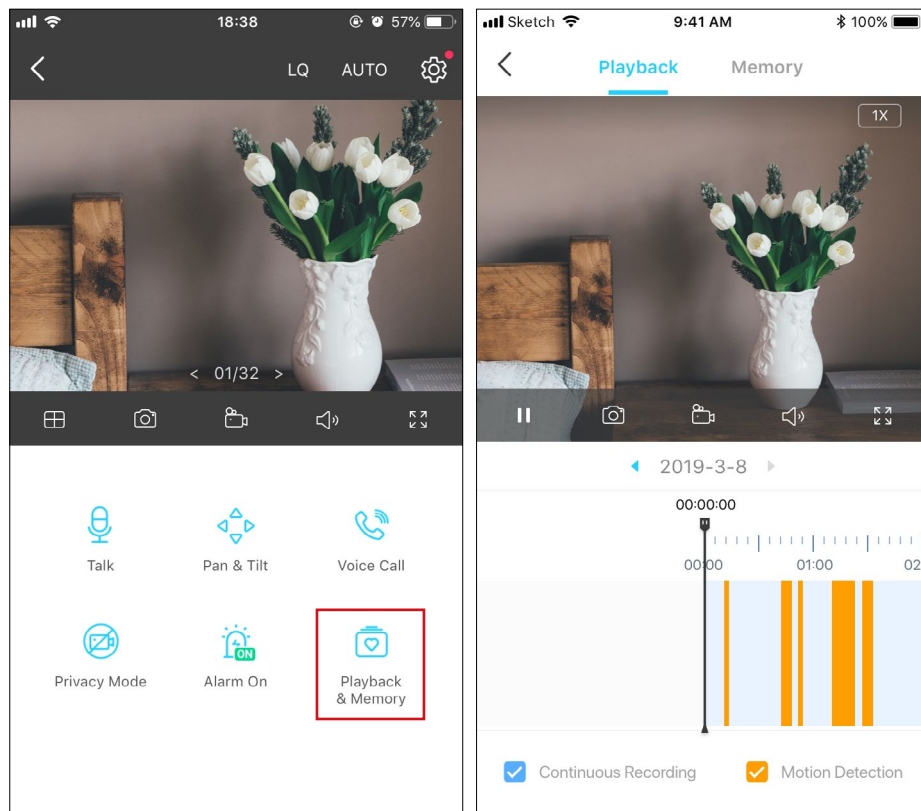 18:38
57%
LQ AUTO
< 01/32 >
Talk
Pan & Tilt
Voice Call
Privacy Mode
ON
Alarm On
Playback
& Memory
Sketch
9:41 AM
100%
Playback
Memory
1X
2019-3-8
00:00:00
00:00
01:00
02
Continuous Recording
Motion Detection